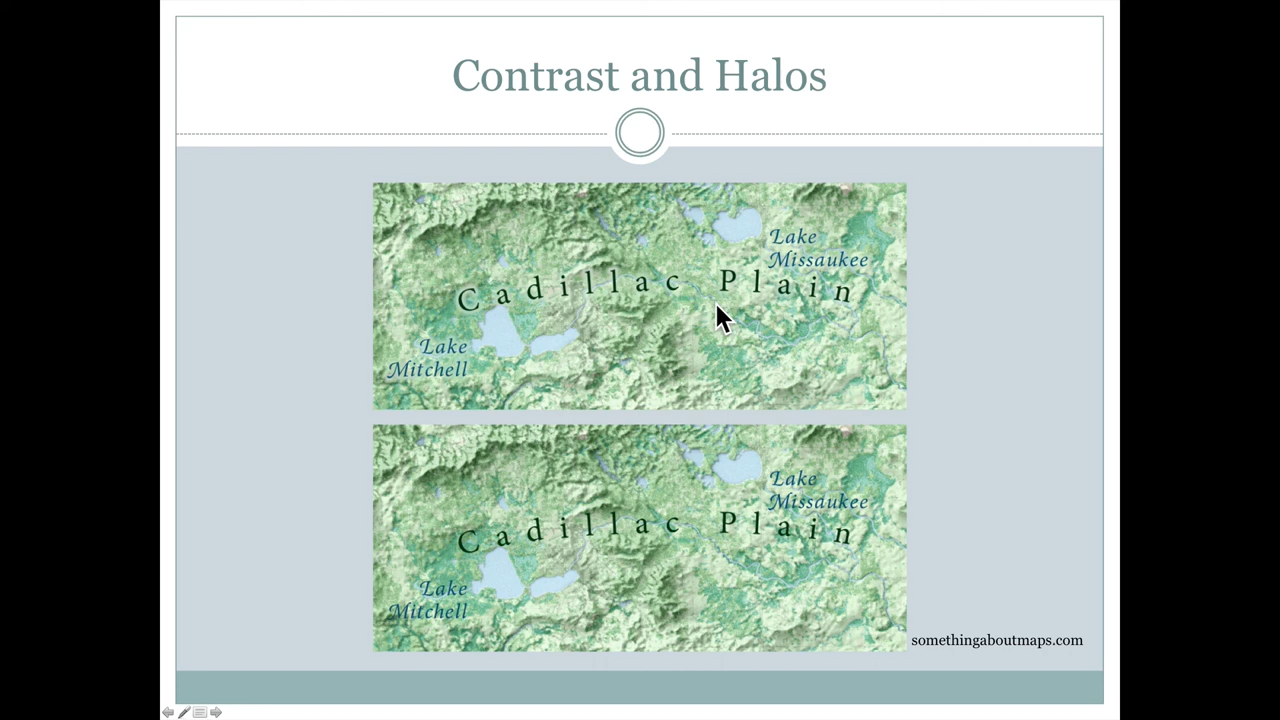 Contrast and Halos
Lake
Missaukee
Cadillac Plain
Lake
Mitchell
Lake
Missaukee
Cadillac Plain
Lake
Mitchell
somethingaboutmaps.com